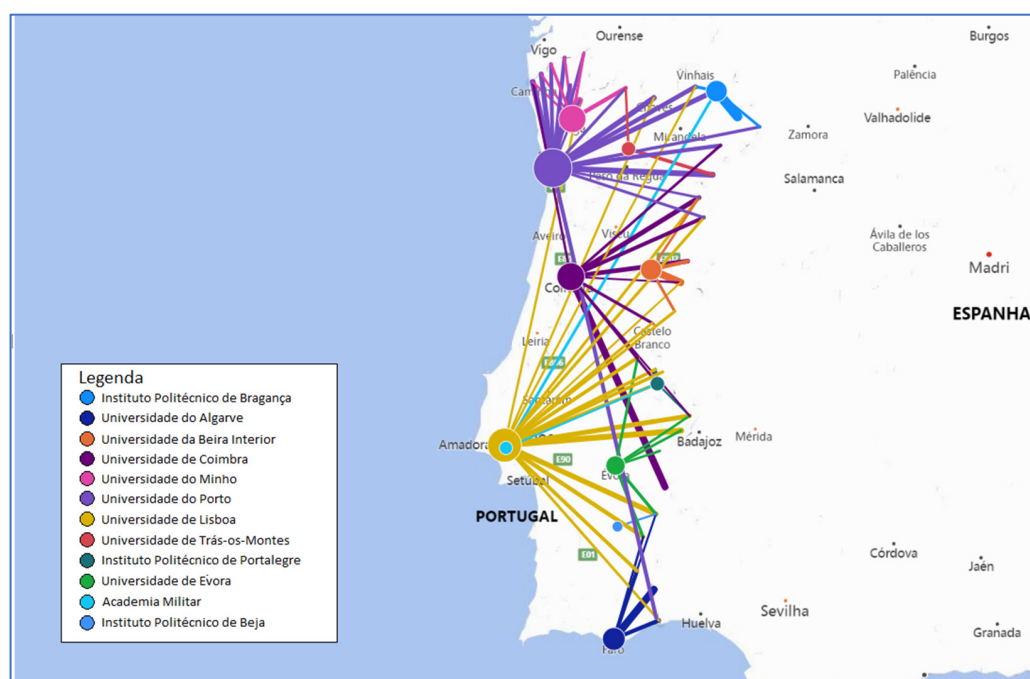 Ourense
Burgos
Vigo
Vinhais
Palência
Valhadolide
Mirandela
Zamora
Salamanca
Aveiro
Viseu
Ávila de los
Caballeros
Madri
ESPANHA
Leiria
Castelo
Branco
Legenda
Instituto Politécnico de Bragança
Universidade do Algarve
Universidade da Beira Interior
Universidade de Coimbra
Universidade do Minho
Universidade do Porto
Universidade de Lisboa
Universidade de Trás-os-Montes
Instituto Politécnico de Portalegre
Universidade de Évora
Academia Militar
Instituto Politécnico de Beja
Santarém
Amadora
Badajoz
Mérida
E90
Setúbal
Évora
PORTUGAL
E01
Córdova
Jaén
Sevilha
Huelva
Granada
Faro